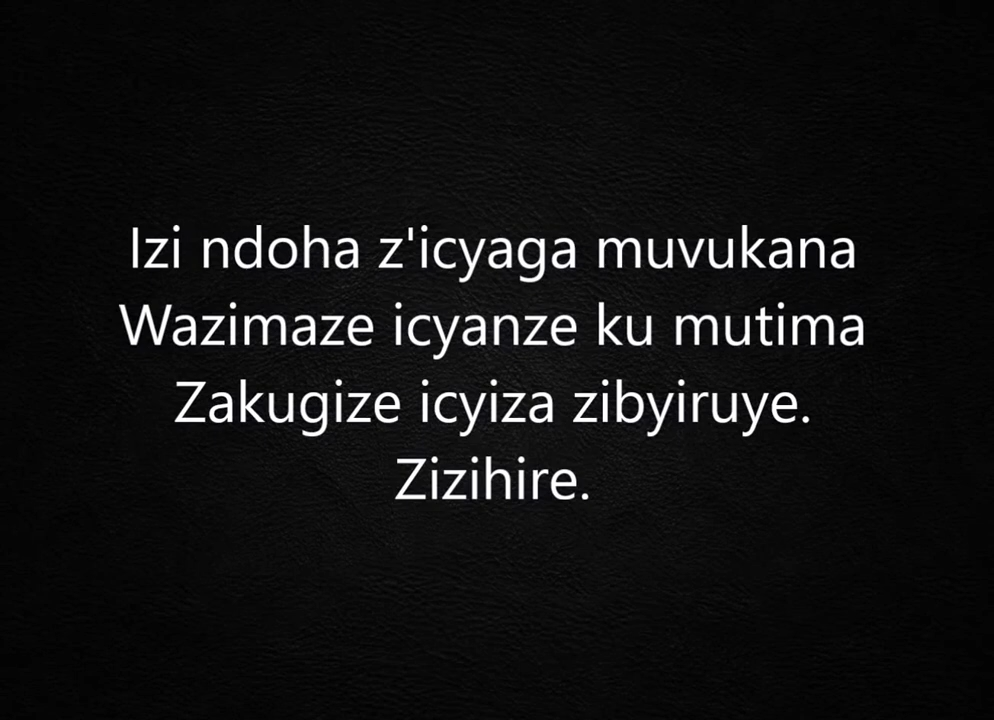 Izi ndoha z'icyaga muvukana
Wazimaze icyanze ku mutima
Zakugize icyiza zibyiruye.
Zizihire.